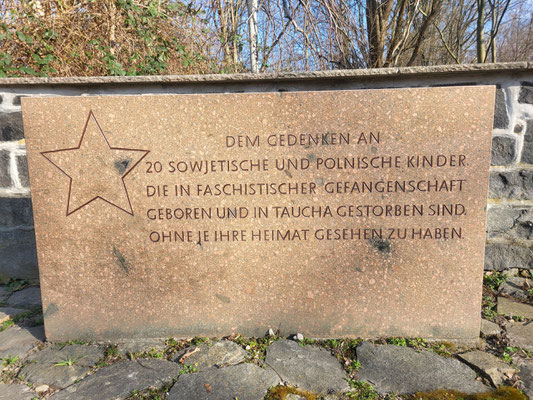 DEM GEDENKEN AN
20 SOWJETISCHE UND POLNISCHE KINDER
DIE IN FASCHISTISCHER GEFANGENSCHAFT
GEBOREN UND IN TAUCHA GESTORBEN SIND,
OHNE JE IHRE HEIMAT GESEHEN ZU HABEN